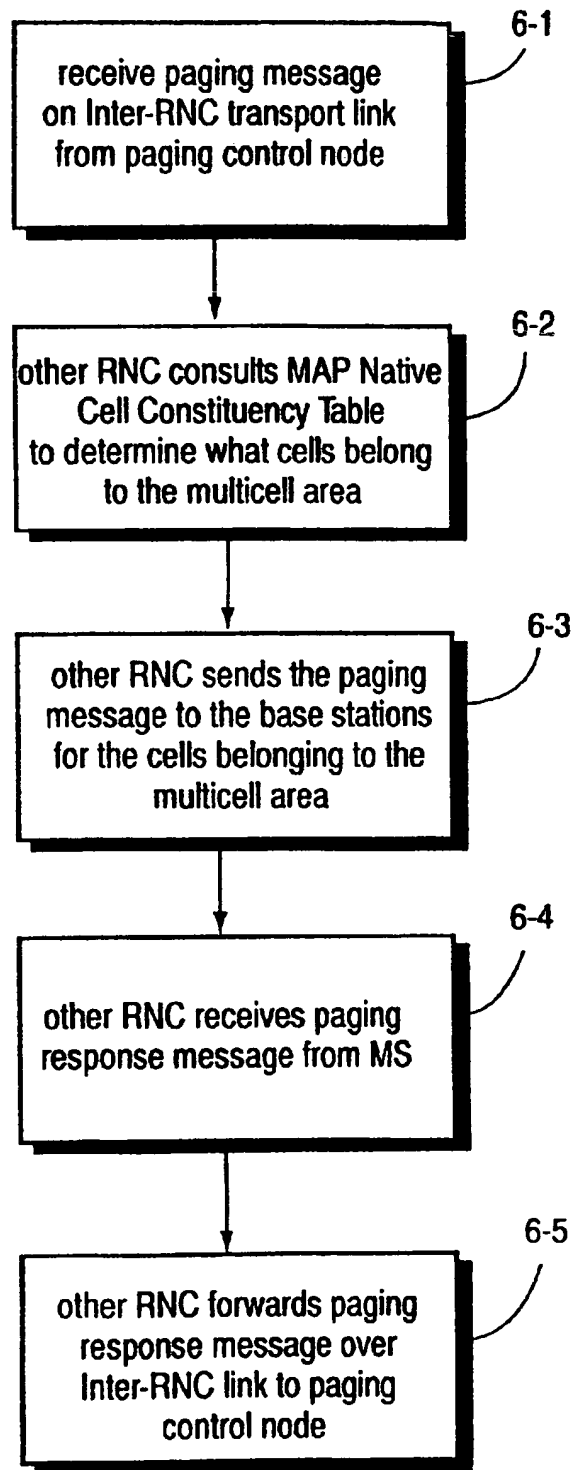 6-1
receive paging message
on Inter-RNC transport link
from paging control node
6-2
other RNC consults MAP Native
Cell Constituency Table
to determine what cells belong
to the multicell area
6-3
other RNC sends the paging
message to the base stations
for the cells belonging to the
multicell area
6-4
other RNC receives paging
response message from MS
6-5
other RNC forwards paging
response message over
Inter-RNC link to paging
control node